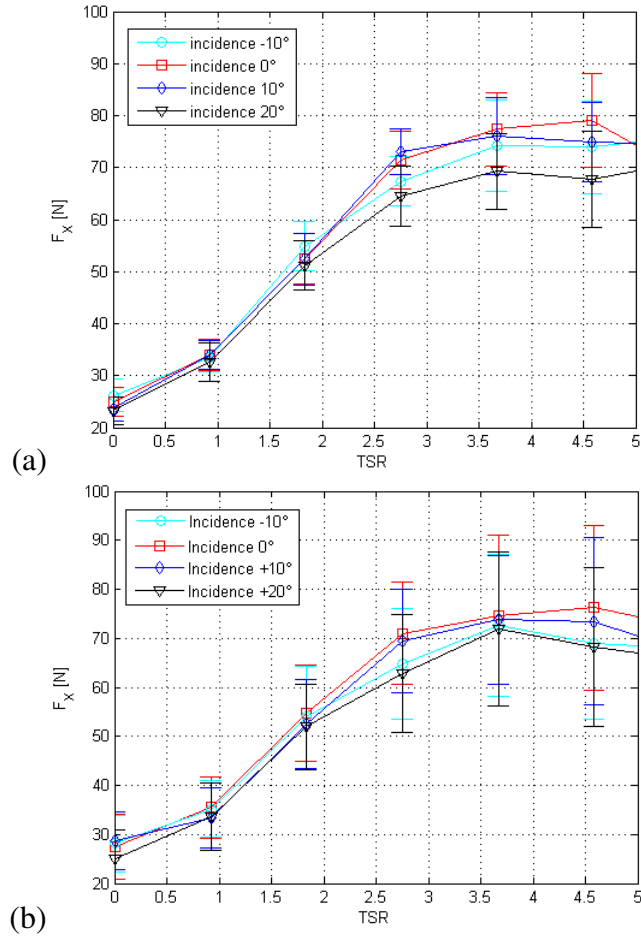 100
90
80
70
60
50
40
30
20
F_X [N]
incidence -10°
incidence 0°
incidence 10°
incidence 20°
0 0.5 1 1.5 2 2.5 3 3.5 4 4.5 5
TSR
(a)
100
90
80
70
60
50
40
30
20
F_X [N]
Incidence -10°
Incidence 0°
Incidence +10°
Incidence +20°
0 0.5 1 1.5 2 2.5 3 3.5 4 4.5 5
TSR
(b)